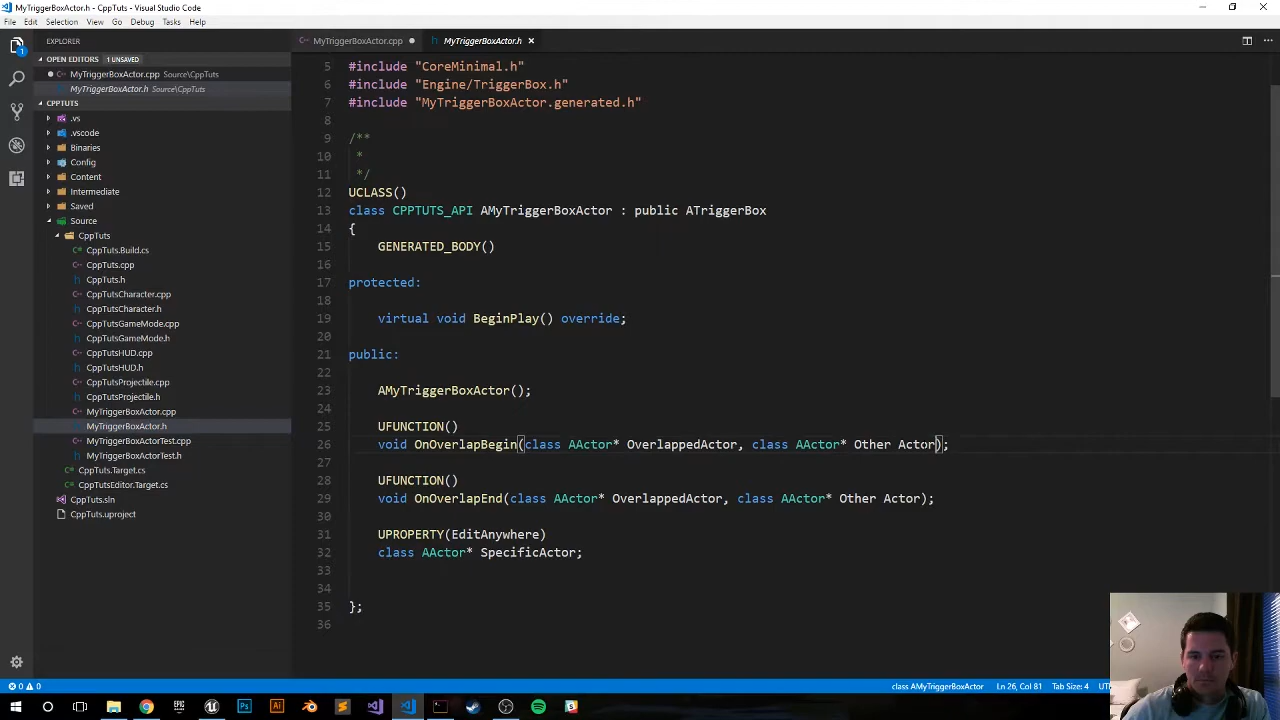 MyTriggerBoxActor.h - CppTuts - Visual Studio Code
File Edit Selection View Go Debug Tasks Help
EXPLORER
MyTriggerBoxActor.cpp
MyTriggerBoxActor.h
OPEN EDITORS 1 UNSAVED
MyTriggerBoxActor.cpp Source\CppTuts
MyTriggerBoxActor.h Source\CppTuts
CPPTUTS
.vs
.vscode
Binaries
Config
Content
Intermediate
Saved
Source
CppTuts
CppTuts.Build.cs
CppTuts.cpp
CppTuts.h
CppTutsCharacter.cpp
CppTutsCharacter.h
CppTutsGameMode.cpp
CppTutsGameMode.h
CppTutsHUD.cpp
CppTutsHUD.h
CppTutsProjectile.cpp
CppTutsProjectile.h
MyTriggerBoxActor.cpp
MyTriggerBoxActor.h
MyTriggerBoxActorTest.cpp
MyTriggerBoxActorTest.h
CppTuts.Target.cs
CppTutsEditor.Target.cs
CppTuts.sln
CppTuts.uproject
5 #include "CoreMinimal.h"
6 #include "Engine/TriggerBox.h"
7 #include "MyTriggerBoxActor.generated.h"
8
9 /**
10 *
11 */
12 UCLASS()
13 class CPPTUTS_API AMyTriggerBoxActor : public ATriggerBox
14 {
15 GENERATED_BODY()
16
17 protected:
18
19 virtual void BeginPlay() override;
20
21 public:
22
23 AMyTriggerBoxActor();
24
25 UFUNCTION()
26 void OnOverlapBegin(class AActor* OverlappedActor, class AActor* Other Actor);
27
28 UFUNCTION()
29 void OnOverlapEnd(class AActor* OverlappedActor, class AActor* Other Actor);
30
31 UPROPERTY(EditAnywhere)
32 class AActor* SpecificActor;
33
34
35 };
36
0 0 class AMyTriggerBoxActor Ln 26, Col 81 Tab Size: 4